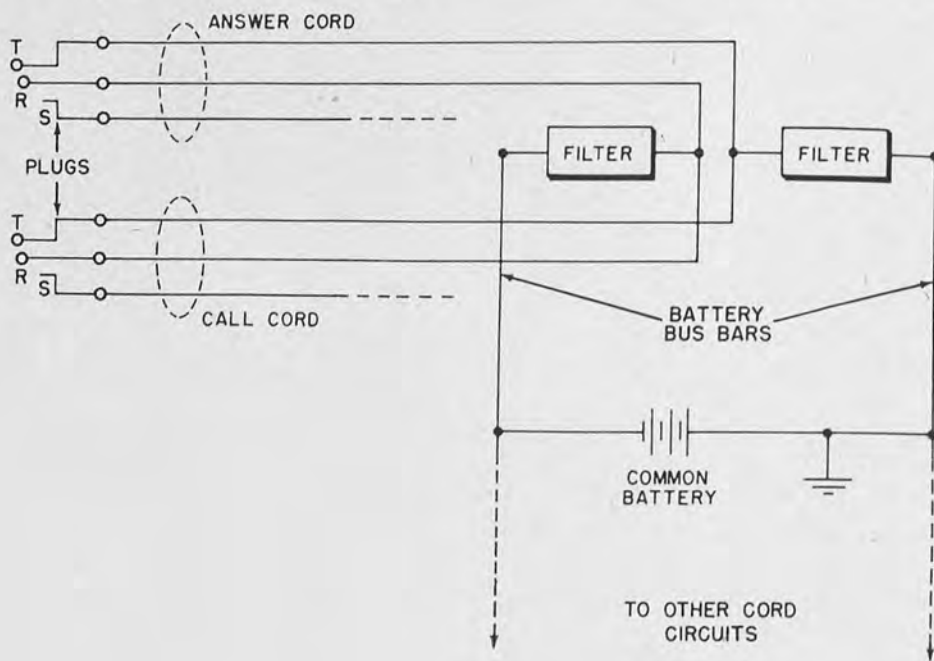 ANSWER CORD
T
R
S
PLUGS
FILTER
FILTER
T
R
S
CALL CORD
BATTERY
BUS BARS
COMMON
BATTERY
TO OTHER CORD
CIRCUITS